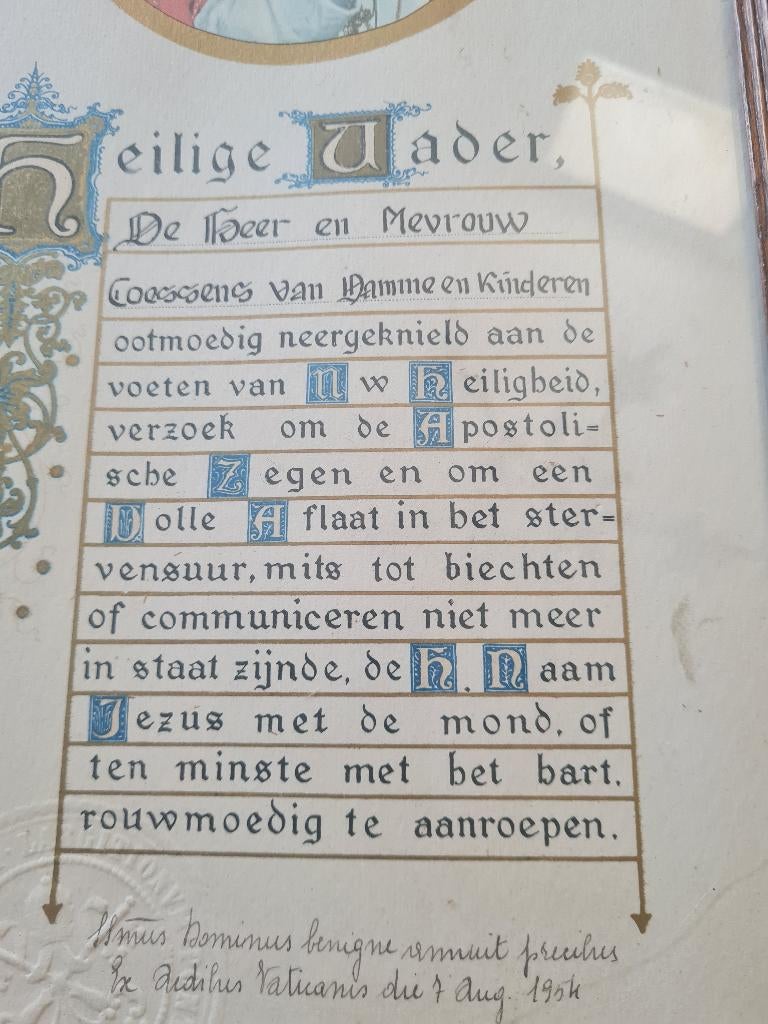 Heilige Vader,
De Heer en Mevrouw
Goossens van Damme en Kinderen
ootmoedig neergeknield aan de
voeten van Uw Heiligheid,
verzoek om de Apostoli=
sche Zegen en om een
Volle Aflaat in het ster=
vensuur, mits tot biechten
of communiceren niet meer
in staat zijnde, de H. Naam
Jezus met de mond, of
ten minste met het hart,
rouwmoedig te aanroepen.
SSmus Dominus benigne annuit precibus
Ex Aedibus Vaticanis die 7 Aug. 1954